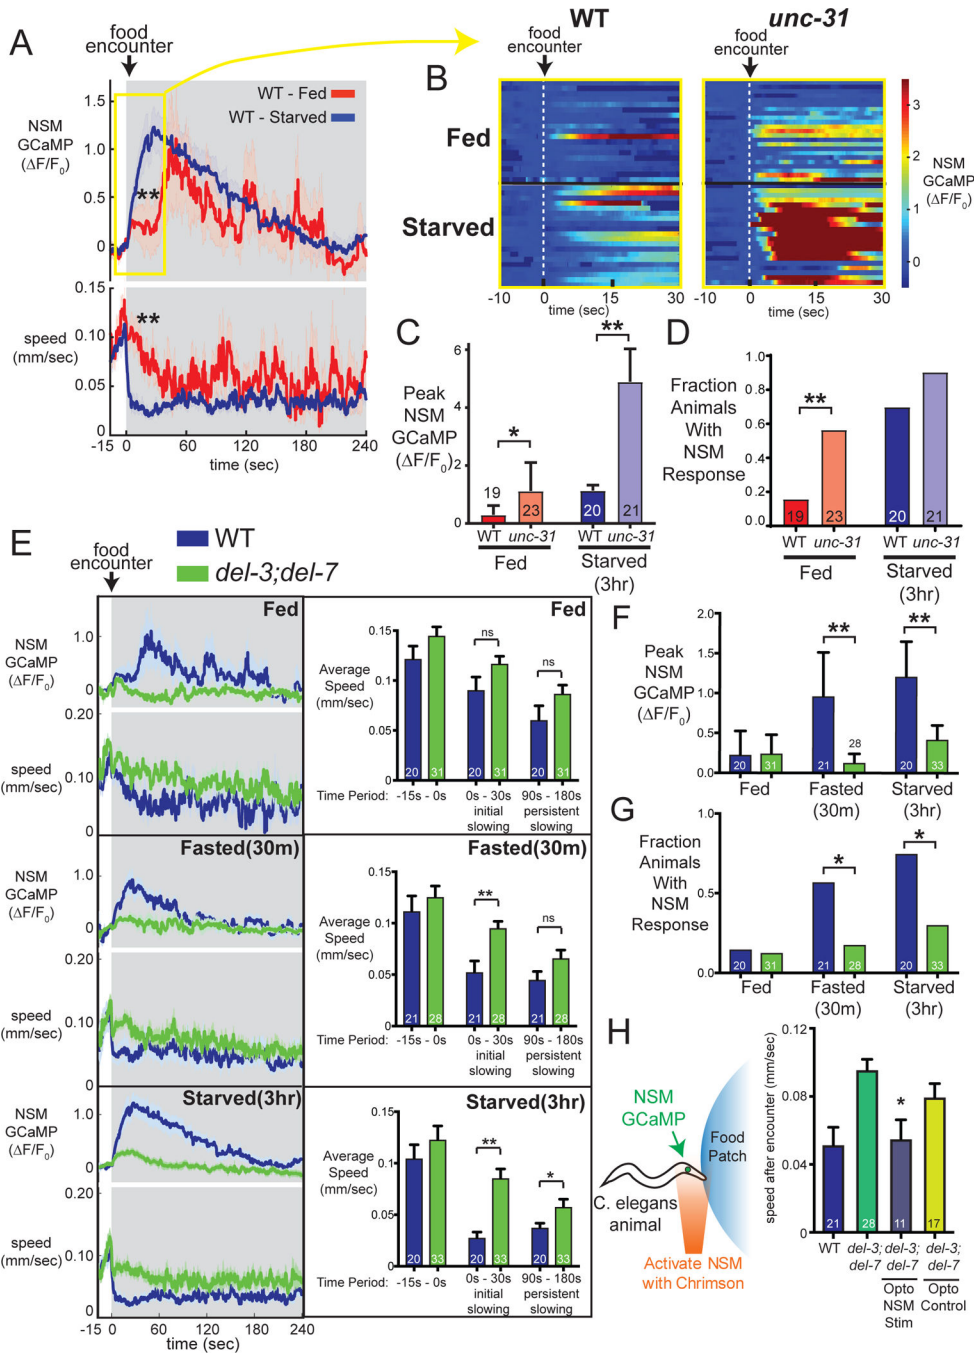 A
food
encounter
WT - Fed
WT - Starved
NSM
GCaMP
(ΔF/F0)
1.5
1.0
0.5
0
**
speed
(mm/sec)
0.15
0.10
0.05
0
**
-15 0 60 120 180 240
time (sec)
B
WT
unc-31
food
encounter
food
encounter
Fed
Starved
-10 0 15 30
time (sec)
-10 0 15 30
time (sec)
3
2
1
0
NSM
GCaMP
(ΔF/F0)
C
Peak
NSM
GCaMP
(ΔF/F0)
6
4
2
0
*
**
19 23 20 21
WT unc-31 WT unc-31
Fed Starved
(3hr)
D
Fraction
Animals
With
NSM
Response
1.0
0.8
0.6
0.4
0.2
0.0
**
19 23 20 21
WT unc-31 WT unc-31
Fed Starved
(3hr)
E
food
encounter
WT
del-3;del-7
Fed
NSM
GCaMP
(ΔF/F0)
1.0
0
speed
(mm/sec)
0.20
0.10
0
Fed
Average
Speed
(mm/sec)
0.15
0.1
0.05
0
ns
ns
20 31 20 31 20 31
Time Period: -15s - 0s 0s - 30s 90s - 180s
initial persistent
slowing slowing
Fasted(30m)
NSM
GCaMP
(ΔF/F0)
1.0
0
speed
(mm/sec)
0.20
0.10
0
Fasted(30m)
Average
Speed
(mm/sec)
0.15
0.1
0.05
0
**
ns
21 28 21 28 21 28
Time Period: -15s - 0s 0s - 30s 90s - 180s
initial persistent
slowing slowing
Starved(3hr)
NSM
GCaMP
(ΔF/F0)
1.0
0
speed
(mm/sec)
0.20
0.10
0
-15 0 60 120 180 240
time (sec)
Starved(3hr)
Average
Speed
(mm/sec)
0.15
0.1
0.05
0
**
*
20 33 20 33 20 33
Time Period: -15s - 0s 0s - 30s 90s - 180s
initial persistent
slowing slowing
F
Peak
NSM
GCaMP
(ΔF/F0)
2.0
1.5
1.0
0.5
0.0
**
**
20 31 21 28 20 33
Fed Fasted Starved
(30m) (3hr)
G
Fraction
Animals
With
NSM
Response
1.0
0.5
0.0
*
*
20 31 21 28 20 33
Fed Fasted Starved
(30m) (3hr)
H
NSM
GCaMP
Food
Patch
C. elegans
animal
Activate NSM
with Chrimson
speed after encounter (mm/sec)
0.12
0.08
0.04
0
*
21 28 11 17
WT del-3; del-3; del-3;
del-7 del-7 del-7
Opto Opto
NSM Control
Stim